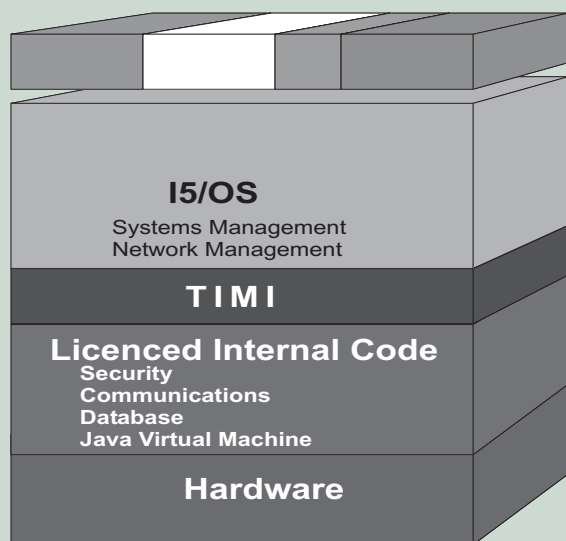 I5/OS
Systems Management
Network Management
TIMI
Licenced Internal Code
Security
Communications
Database
Java Virtual Machine
Hardware